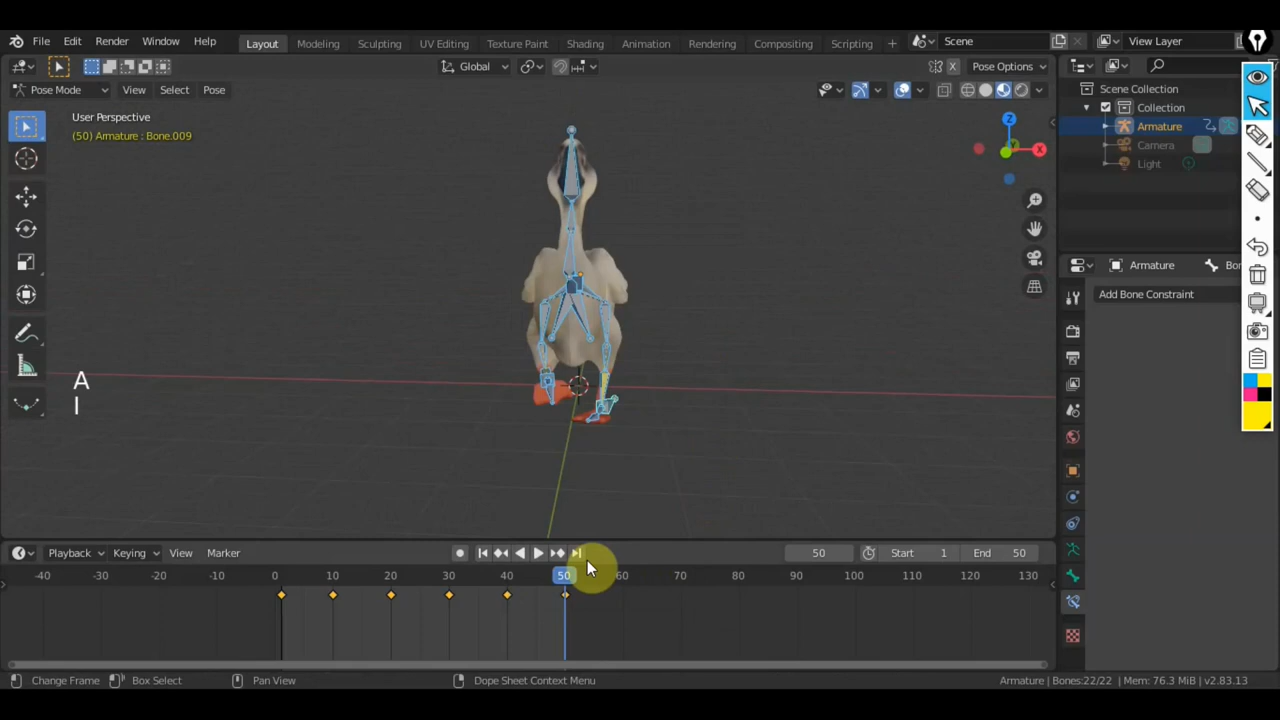 File Edit Render Window Help Layout Modeling Sculpting UV Editing Texture Paint Shading Animation Rendering Compositing Scripting Scene View Layer
Global Pose Options
Pose Mode View Select Pose
Scene Collection
Collection
Armature
Camera
Light
User Perspective
(50) Armature : Bone.009
Z
X
Armature Bon
Add Bone Constraint
A
I
Playback Keying View Marker 50 Start 1 End 50
-40 -30 -20 -10 0 10 20 30 40 50 60 70 80 90 100 110 120 130
Change Frame Box Select Pan View Dope Sheet Context Menu Armature | Bones:22/22 | Mem: 76.3 MiB | v2.83.13